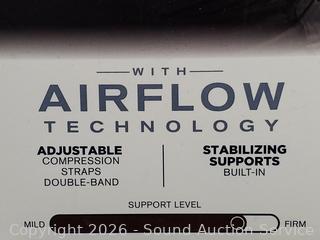 WITH
AIRFLOW
TECHNOLOGY
ADJUSTABLE
COMPRESSION
STRAPS
DOUBLE-BAND
STABILIZING
SUPPORTS
BUILT-IN
SUPPORT LEVEL
MILD
FIRM
Copyright 2026 - Sound Auction Service